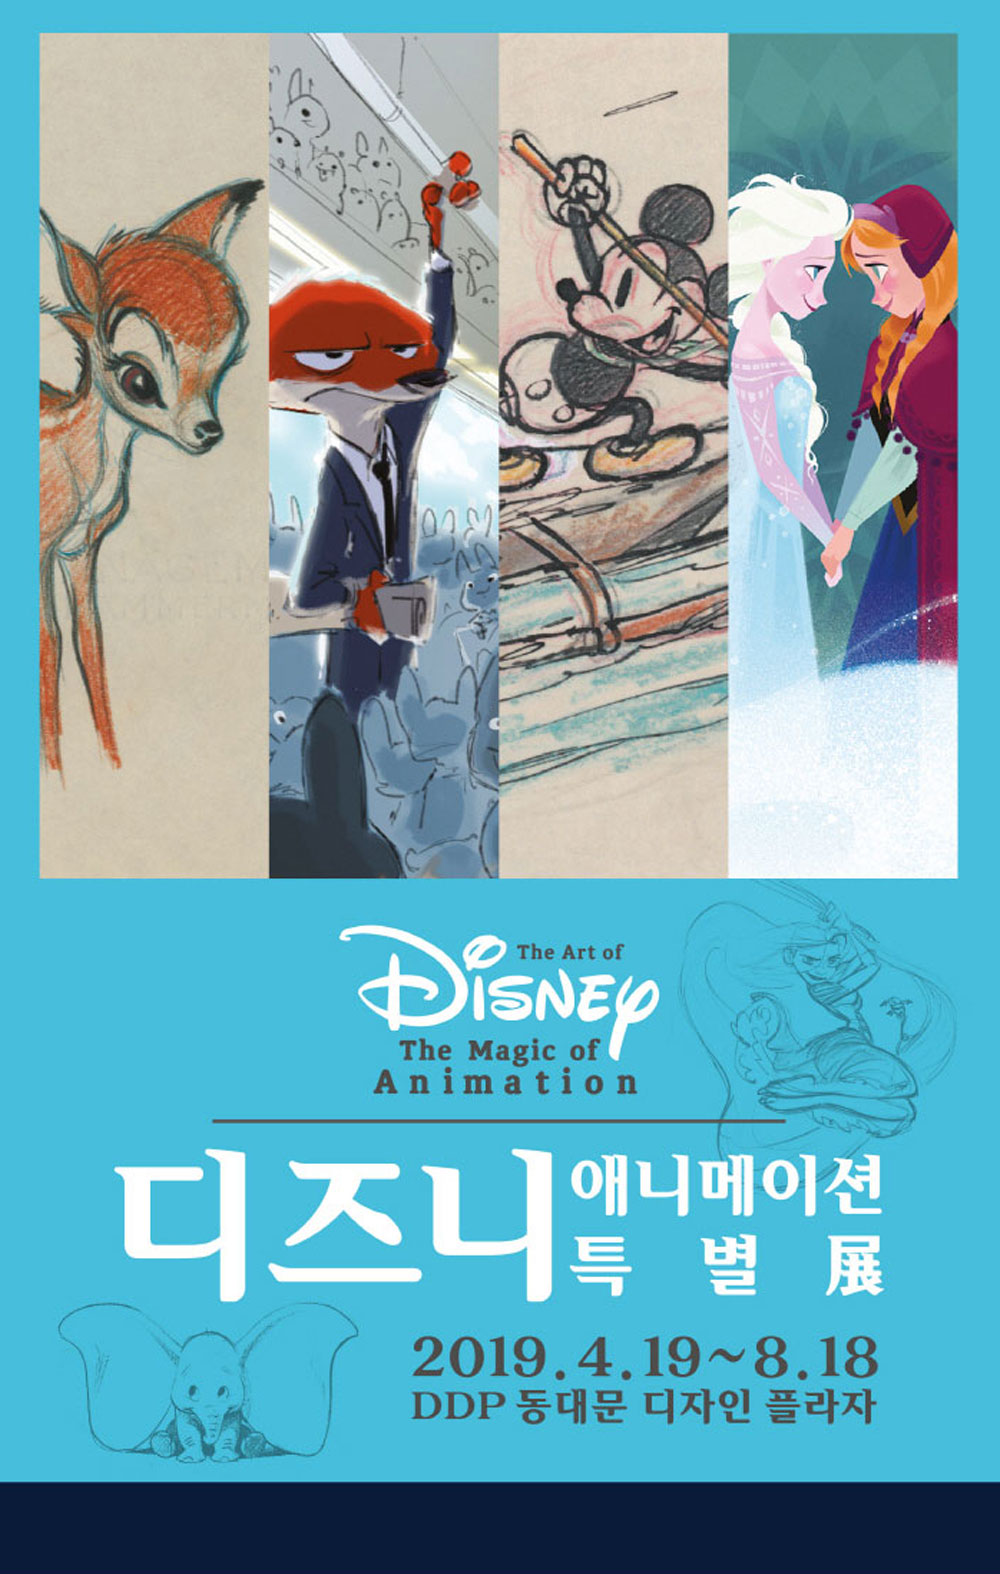 The Art of
Disney
The Magic of
Animation
디즈니
애니메이션
특별展
2019.4.19~8.18
DDP 동대문 디자인 플라자